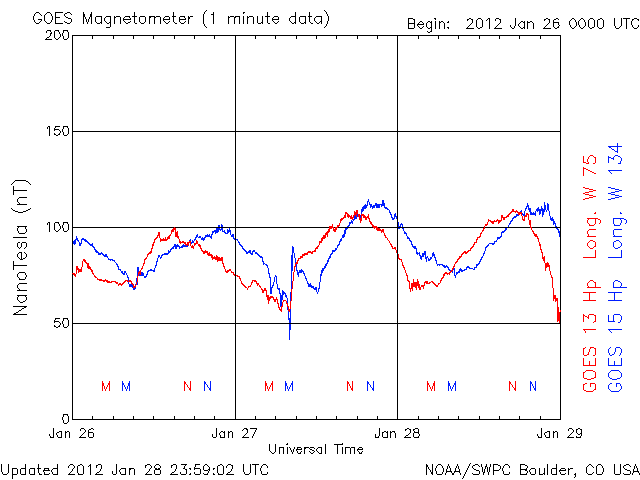 GOES Magnetometer (1 minute data)
Begin: 2012 Jan 26 0000 UTC
200
150
100
50
0
NanoTesla (nT)
M M N N M M N N M M N N
Jan 26 Jan 27 Jan 28 Jan 29
Universal Time
GOES 13 Hp Long. W 75
GOES 15 Hp Long. W 134
Updated 2012 Jan 28 23:59:02 UTC
NOAA/SWPC Boulder, CO USA